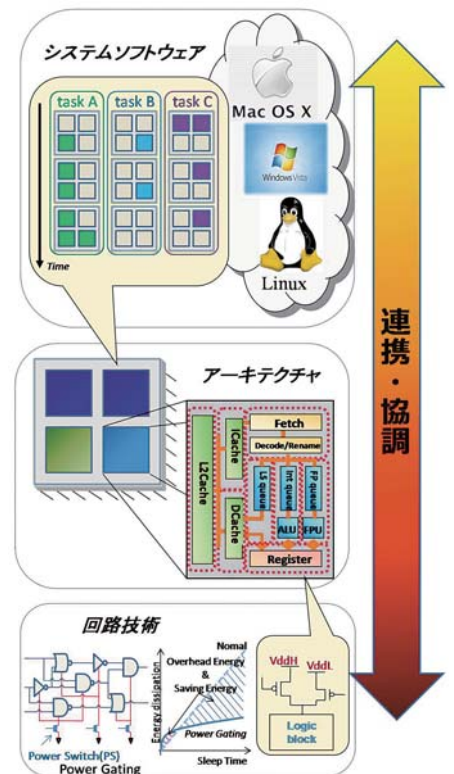 システムソフトウェア
task A
task B
task C
Time
Mac OS X
WindowsVista
Linux
連携・協調
アーキテクチャ
L2Cache
ICache
DCache
Fetch
Decode/Rename
LS queue
Int queue
FP queue
ALU
FPU
Register
回路技術
Power Switch(PS)
Power Gating
Energy dissipation
Nomal
Overhead Energy
&
Saving Energy
Power Gating
Sleep Time
VddH
VddL
Logic
block